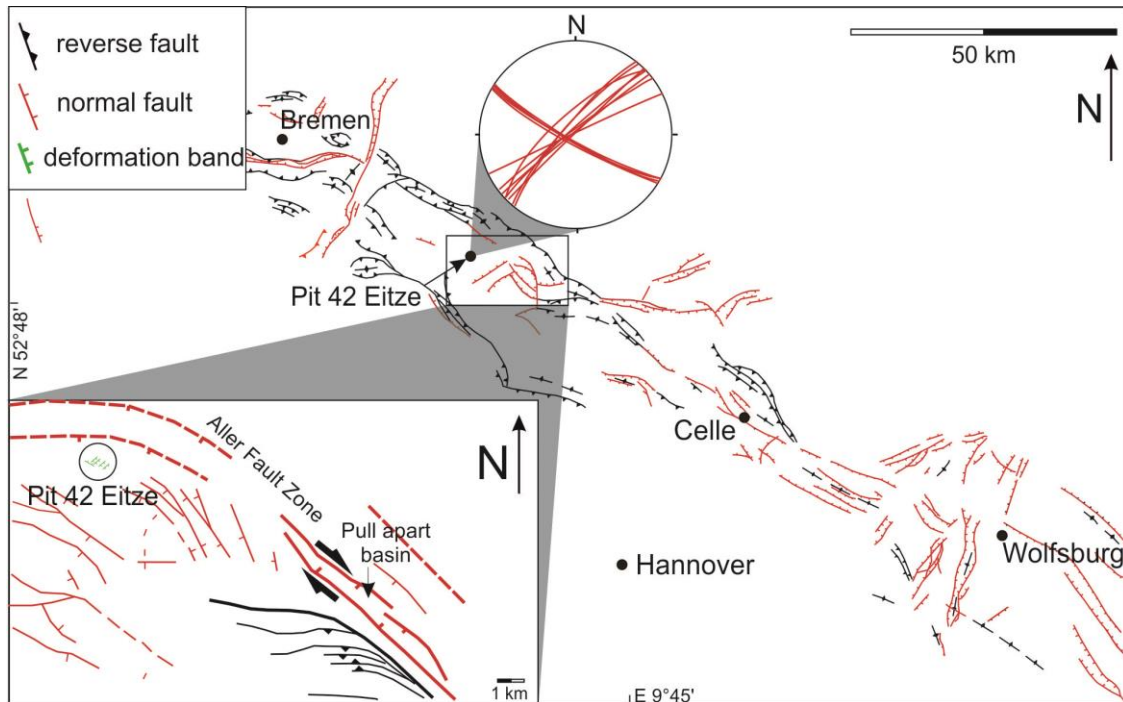 reverse fault
normal fault
deformation band
Bremen
N
50 km
N
Pit 42 Eitze
N 52°48''
Celle
Wolfsburg
Hannover
E 9°45'
Aller Fault Zone
N
Pit 42 Eitze
Pull apart
basin
1 km